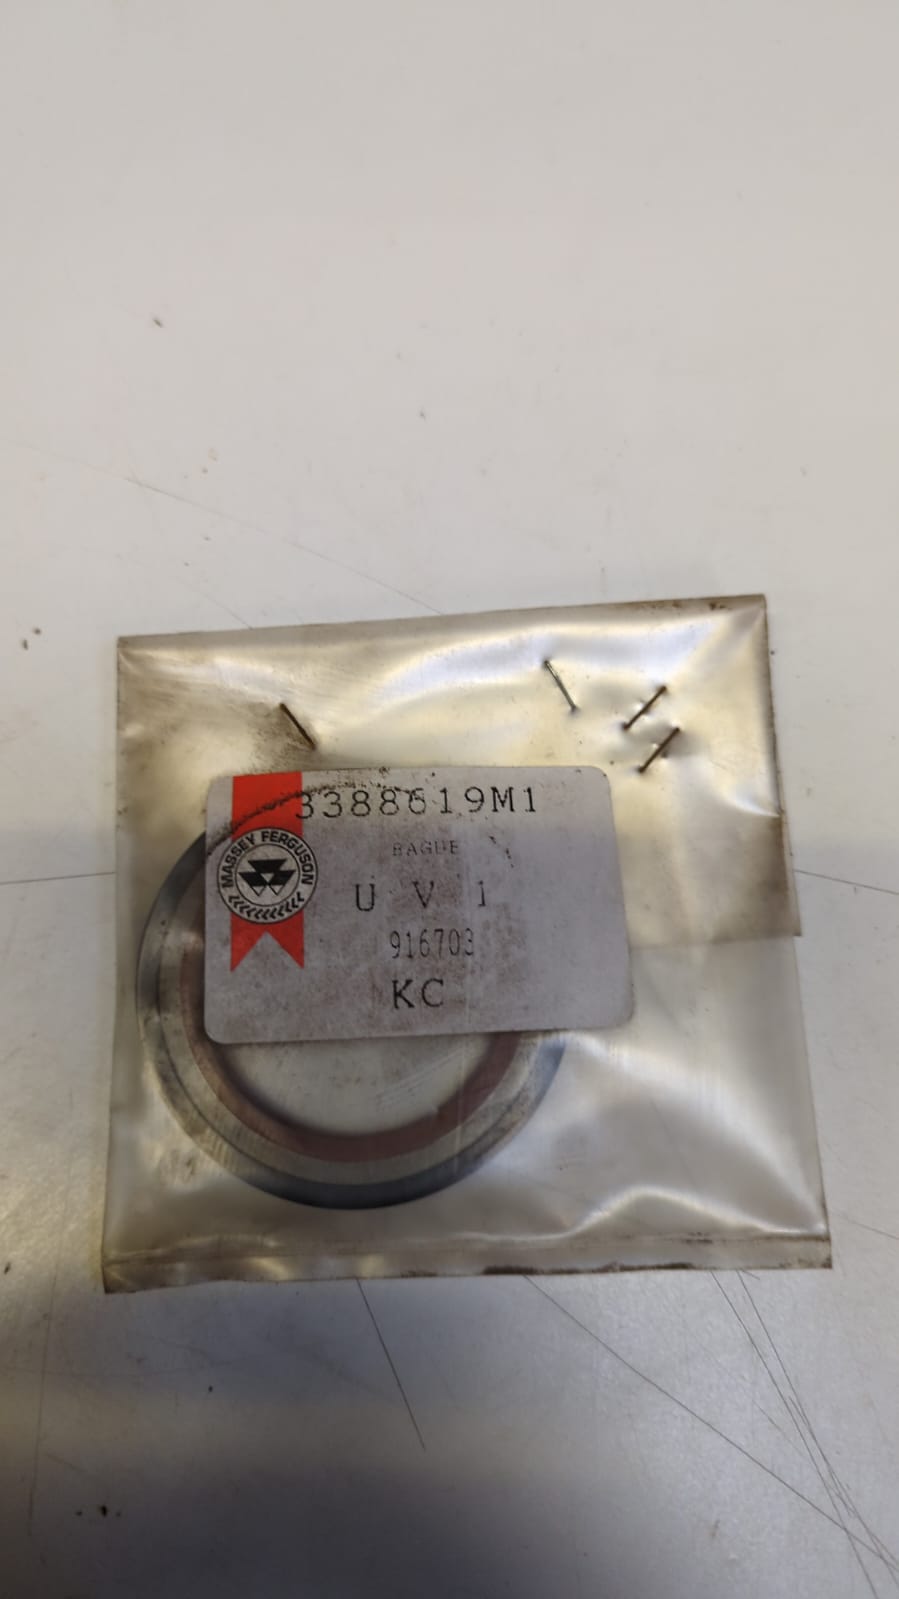 3388619M1
BAGUE
MASSEY FERGUSON
U V 1
916703
KC